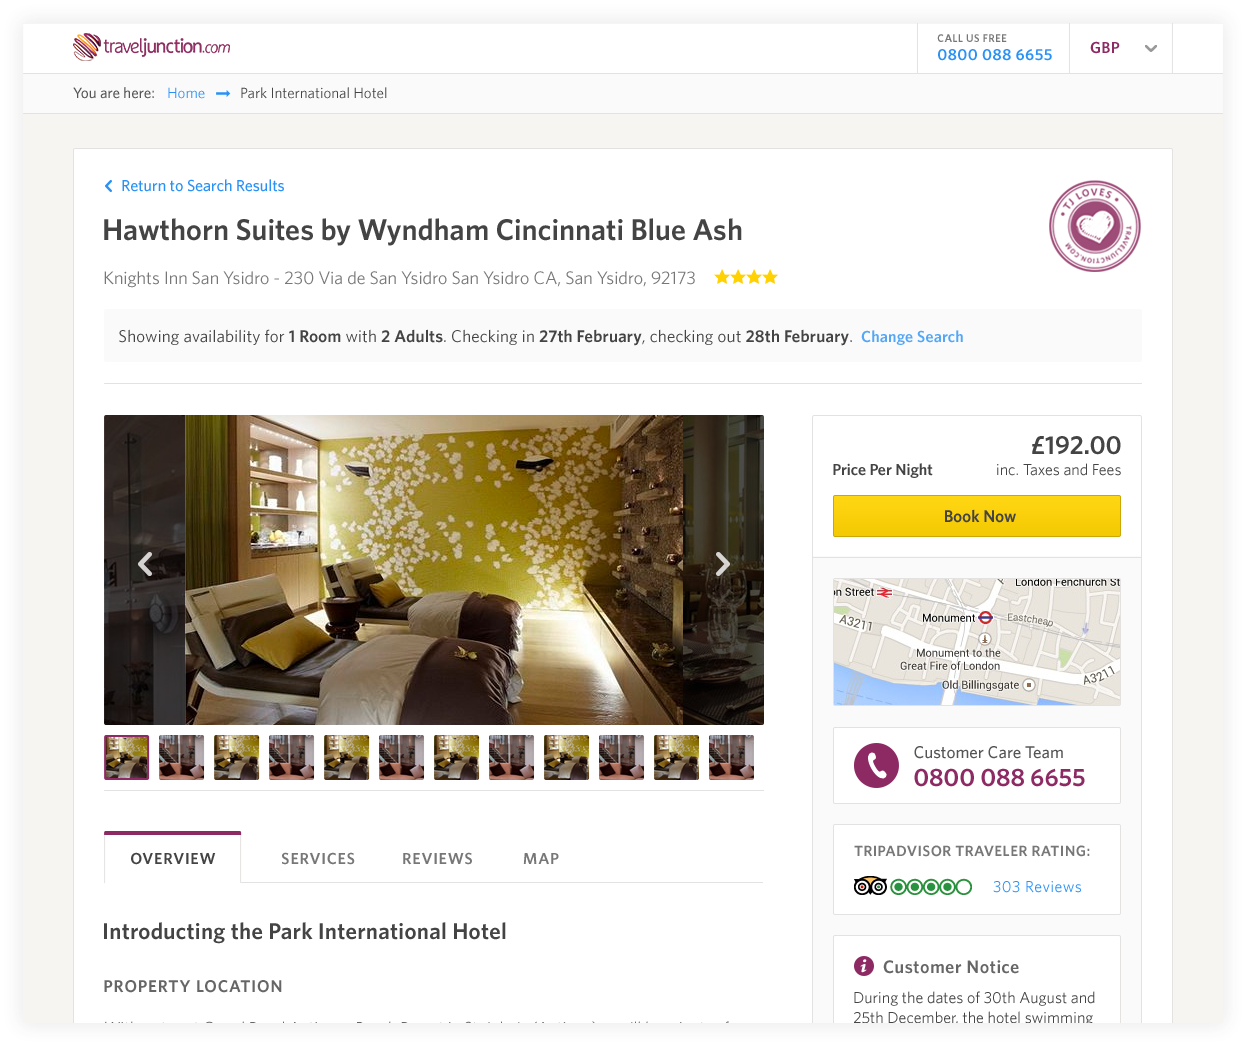 traveljunction.com
CALL US FREE
0800 088 6655
GBP
You are here: Home Park International Hotel
Return to Search Results
TJ LOVES
TRAVELJUNCTION.COM
Hawthorn Suites by Wyndham Cincinnati Blue Ash
Knights Inn San Ysidro - 230 Via de San Ysidro San Ysidro CA, San Ysidro, 92173
Showing availability for 1 Room with 2 Adults. Checking in 27th February, checking out 28th February. Change Search
£192.00
Price Per Night inc. Taxes and Fees
Book Now
London Fenchurch St
on Street
Monument
Eastcheap
A3211
Monument to the
Great Fire of London
Old Billingsgate
A3211
Customer Care Team
0800 088 6655
OVERVIEW SERVICES REVIEWS MAP
TRIPADVISOR TRAVELER RATING:
303 Reviews
Introducting the Park International Hotel
PROPERTY LOCATION
Customer Notice
During the dates of 30th August and
25th December, the hotel swimming